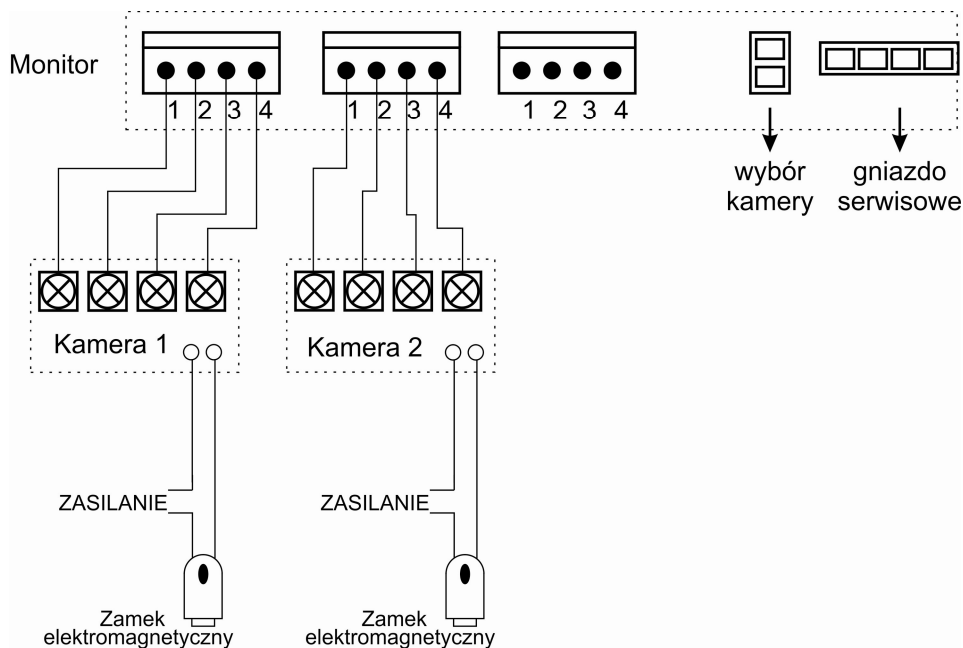 Monitor
1 2 3 4
1 2 3 4
1 2 3 4
wybór
kamery
gniazdo
serwisowe
Kamera 1
Kamera 2
ZASILANIE
ZASILANIE
Zamek
elektromagnetyczny
Zamek
elektromagnetyczny